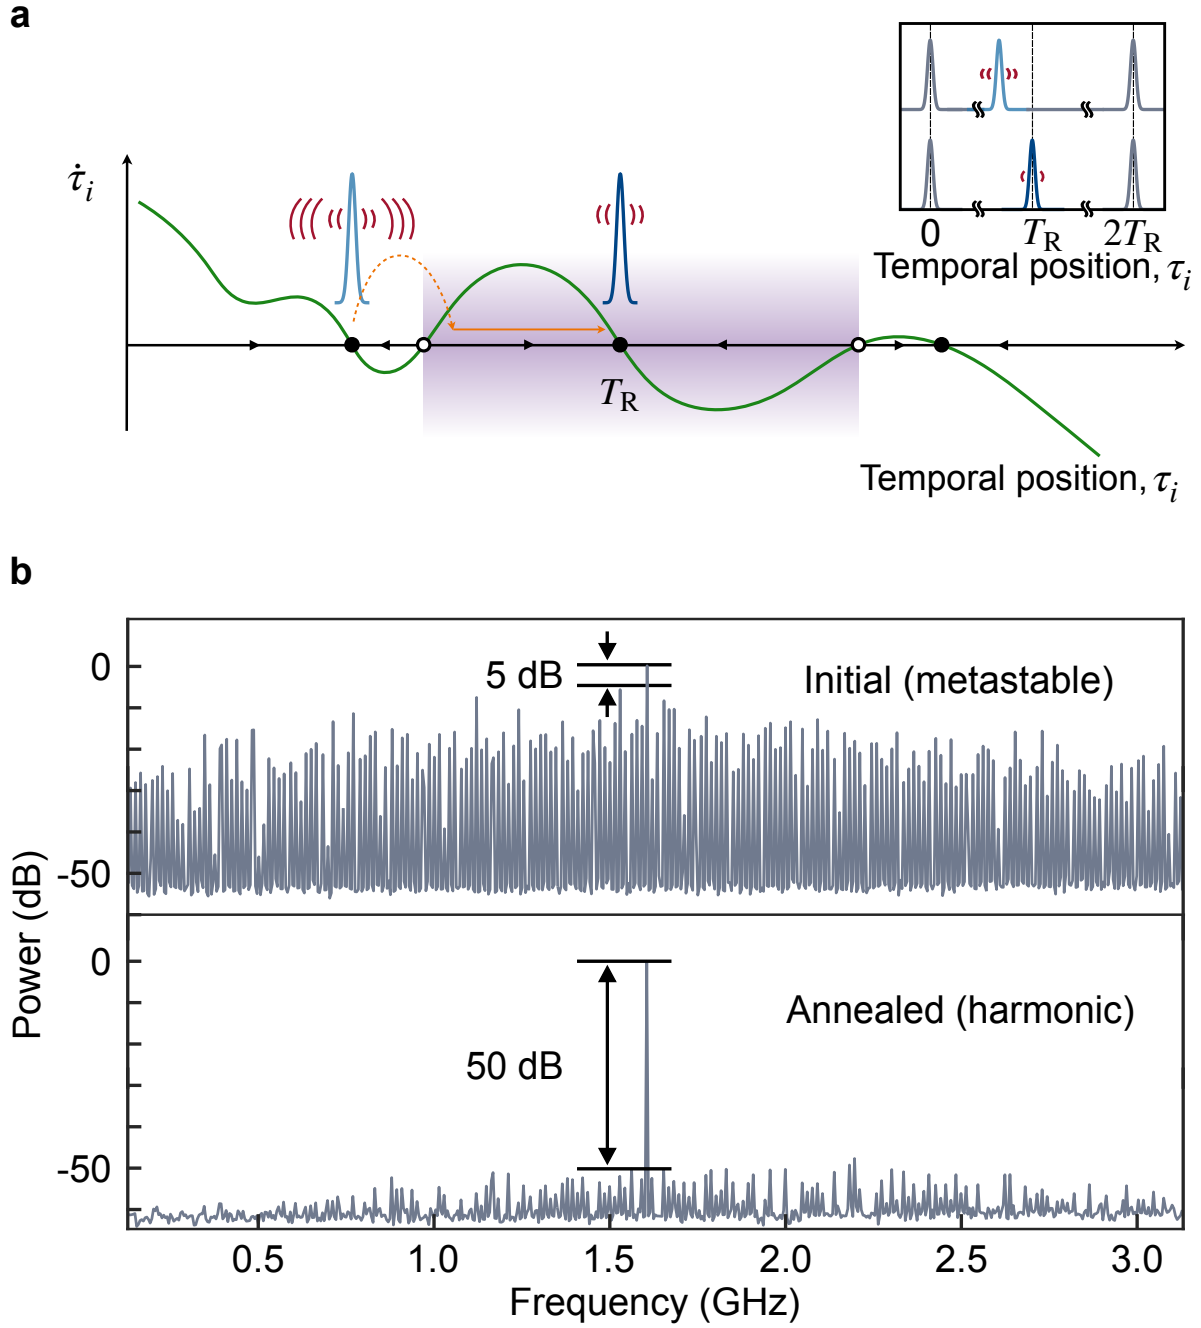 a
τ̇ᵢ
0
T_R
2T_R
Temporal position, τᵢ
T_R
Temporal position, τᵢ
b
0
5 dB
Initial (metastable)
-50
Power (dB)
0
Annealed (harmonic)
50 dB
-50
0.5 1.0 1.5 2.0 2.5 3.0
Frequency (GHz)